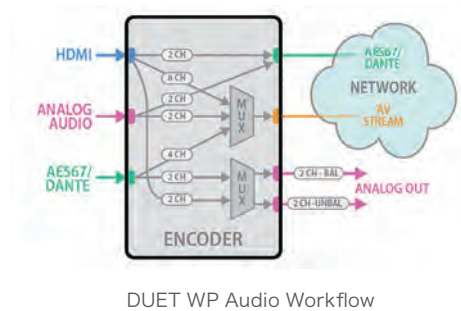 HDMI
2 CH
AES67/
DANTE
8 CH
NETWORK
ANALOG
AUDIO
2 CH
2 CH
MUX
AV
STREAM
AES67/
DANTE
4 CH
2 CH
2 CH
MUX
2 CH - BAL
2 CH -UNBAL
ANALOG OUT
ENCODER
DUET WP Audio Workflow